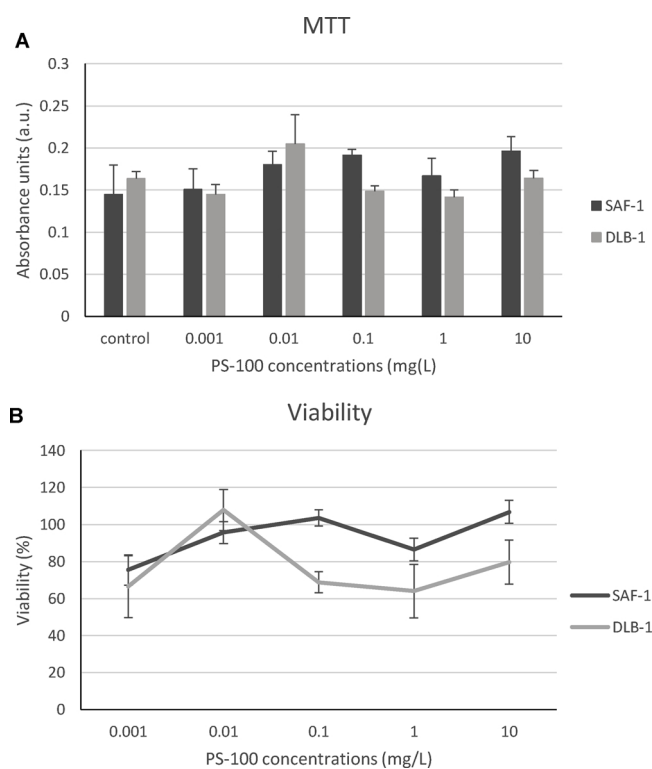 A
MTT
Absorbance units (a.u.)
0.3
0.25
0.2
0.15
0.1
0.05
0
control 0.001 0.01 0.1 1 10
PS-100 concentrations (mg(L)
SAF-1
DLB-1
B
Viability
Viability (%)
140
120
100
80
60
40
20
0
0.001 0.01 0.1 1 10
PS-100 concentrations (mg/L)
SAF-1
DLB-1